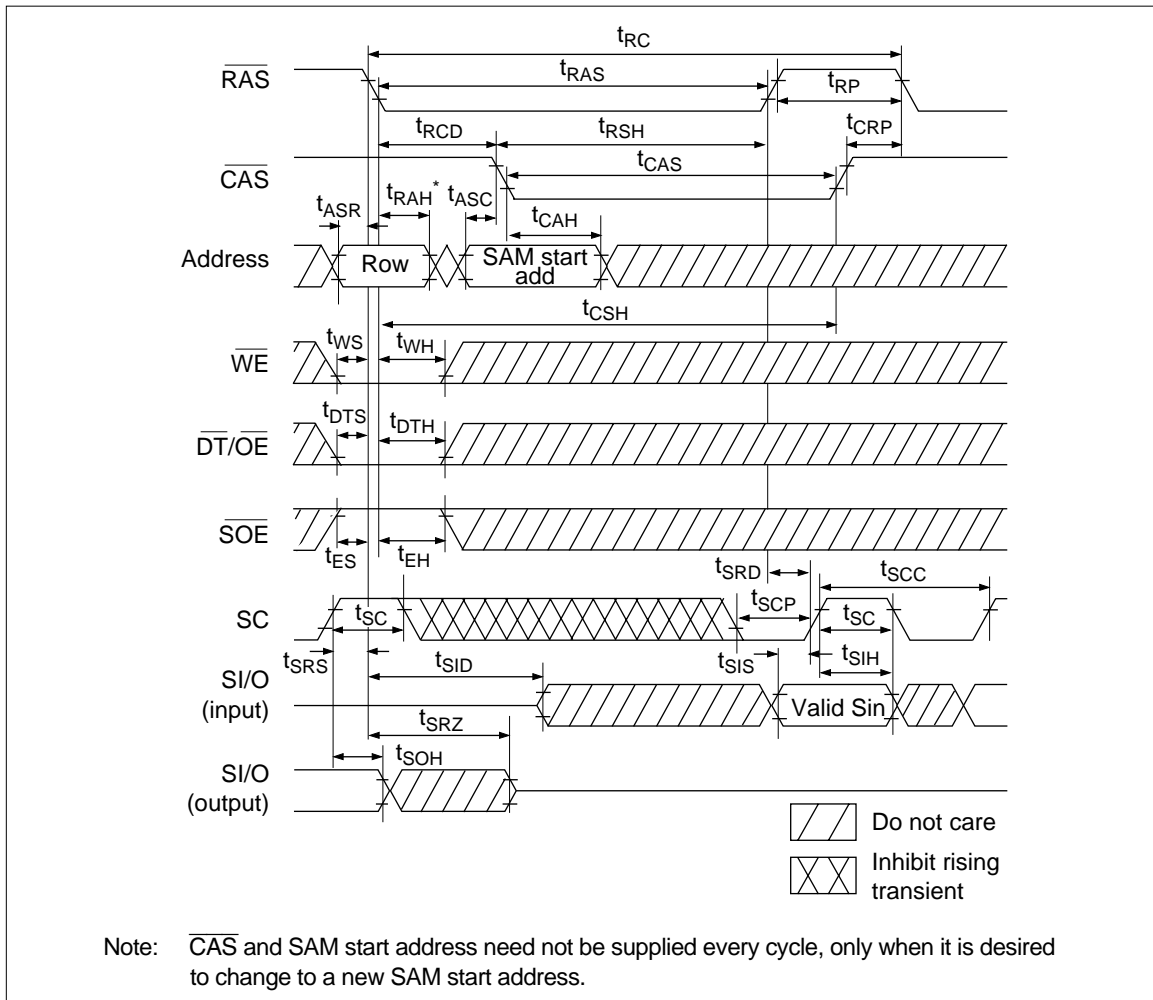 tRC
RAS
tRAS
tRP
tRCD
tRSH
tCRP
CAS
tCAS
tASR
tRAH*
tASC
tCAH
Address
Row
SAM start
add
tCSH
WE
tWS
tWH
DT/OE
tDTS
tDTH
SOE
tES
tEH
tSRD
tSCC
SC
tSC
tSCP
tSC
tSRS
tSID
tSIS
tSIH
SI/O
(input)
Valid Sin
tSRZ
SI/O
(output)
tSOH
Do not care
Inhibit rising
transient
Note: CAS and SAM start address need not be supplied every cycle, only when it is desired
to change to a new SAM start address.